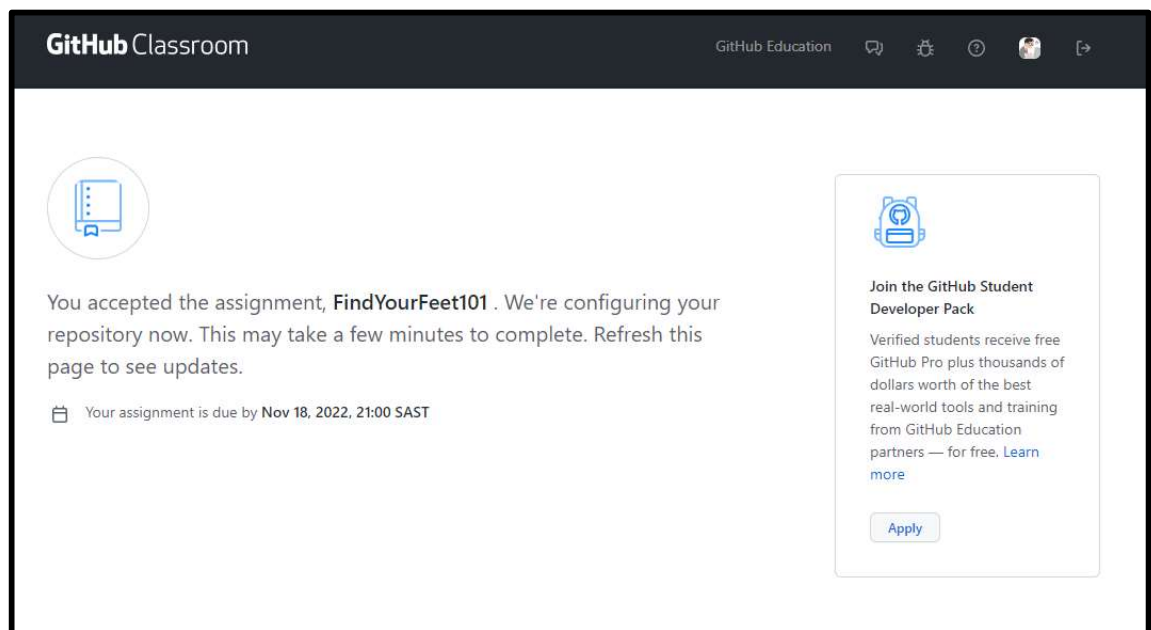 GitHub Classroom
GitHub Education
You accepted the assignment, FindYourFeet101 . We're configuring your
repository now. This may take a few minutes to complete. Refresh this
page to see updates.
Your assignment is due by Nov 18, 2022, 21:00 SAST
Join the GitHub Student
Developer Pack
Verified students receive free
GitHub Pro plus thousands of
dollars worth of the best
real-world tools and training
from GitHub Education
partners — for free. Learn
more
Apply